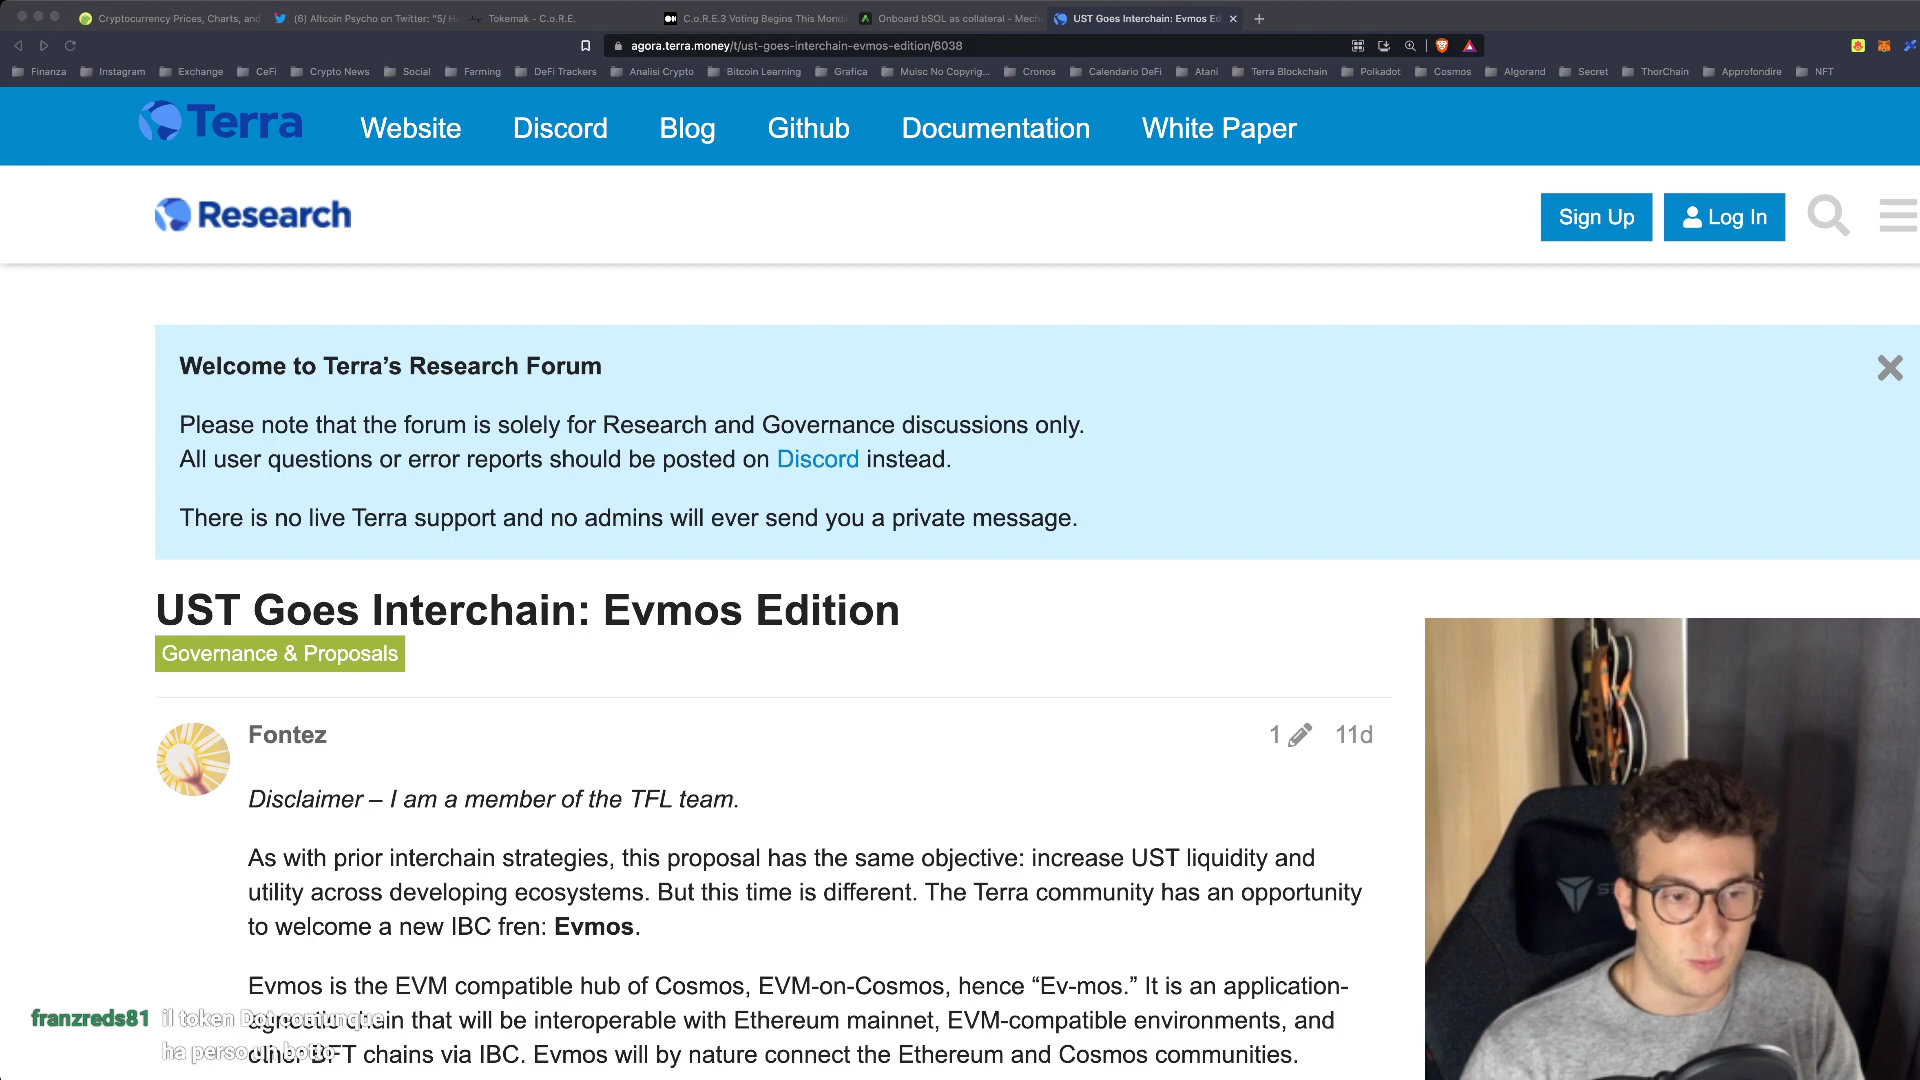 Cryptocurrency Prices, Charts, and
(6) Altcoin Psycho on Twitter: "5/ H
Tokemak - C.o.R.E.
C.o.R.E.3 Voting Begins This Monda
Onboard bSOL as collateral - Mech
UST Goes Interchain: Evmos Ed
agora.terra.money/t/ust-goes-interchain-evmos-edition/6038
Finanza Instagram Exchange CeFi Crypto News Social Farming DeFi Trackers Analisi Crypto Bitcoin Learning Grafica Muisc No Copyrig... Cronos Calendario DeFi Atani Terra Blockchain Polkadot Cosmos Algorand Secret ThorChain Approfondire NFT
Terra Website Discord Blog Github Documentation White Paper
Research
Sign Up Log In
Welcome to Terra’s Research Forum
Please note that the forum is solely for Research and Governance discussions only.
All user questions or error reports should be posted on Discord instead.
There is no live Terra support and no admins will ever send you a private message.
UST Goes Interchain: Evmos Edition
Governance & Proposals
Fontez
1 11d
Disclaimer – I am a member of the TFL team.
As with prior interchain strategies, this proposal has the same objective: increase UST liquidity and
utility across developing ecosystems. But this time is different. The Terra community has an opportunity
to welcome a new IBC fren: Evmos.
Evmos is the EVM compatible hub of Cosmos, EVM-on-Cosmos, hence “Ev-mos.” It is an application-
chain that will be interoperable with Ethereum mainnet, EVM-compatible environments, and
other BFT chains via IBC. Evmos will by nature connect the Ethereum and Cosmos communities.
franzreds81 il token Dot comunque
ha perso un botto